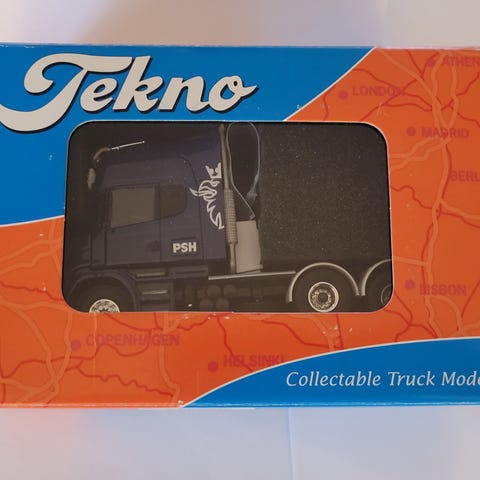 Tekno
ATHEN
LONDON
MADRID
BERL
PSH
LISBON
COPENHAGEN
HELSINKI
Collectable Truck Mode